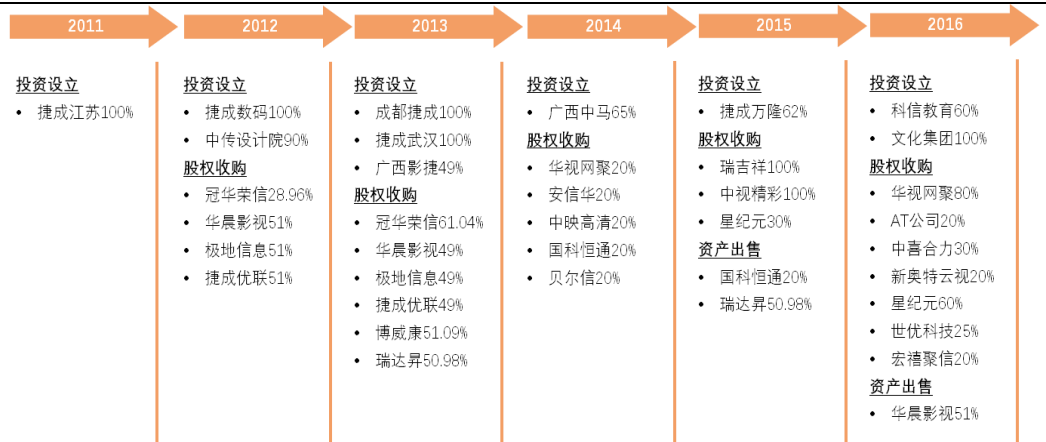 2011
投资设立
• 捷成江苏100%
2012
投资设立
• 捷成数码100%
• 中传设计院90%
股权收购
• 冠华荣信28.96%
• 华晨影视51%
• 极地信息51%
• 捷成优联51%
2013
投资设立
• 成都捷成100%
• 捷成武汉100%
• 广西影捷49%
股权收购
• 冠华荣信61.04%
• 华晨影视49%
• 极地信息49%
• 捷成优联49%
• 博威康51.09%
• 瑞达昇50.98%
2014
投资设立
• 广西中马65%
股权收购
• 华视网聚20%
• 安信华20%
• 中映高清20%
• 国科恒通20%
• 贝尔信20%
2015
投资设立
• 捷成万隆62%
股权收购
• 瑞吉祥100%
• 中视精彩100%
• 星纪元30%
资产出售
• 国科恒通20%
• 瑞达昇50.98%
2016
投资设立
• 科信教育60%
• 文化集团100%
股权收购
• 华视网聚80%
• AT公司20%
• 中喜合力30%
• 新奥特云视20%
• 星纪元60%
• 世优科技25%
• 宏禧聚信20%
资产出售
• 华晨影视51%